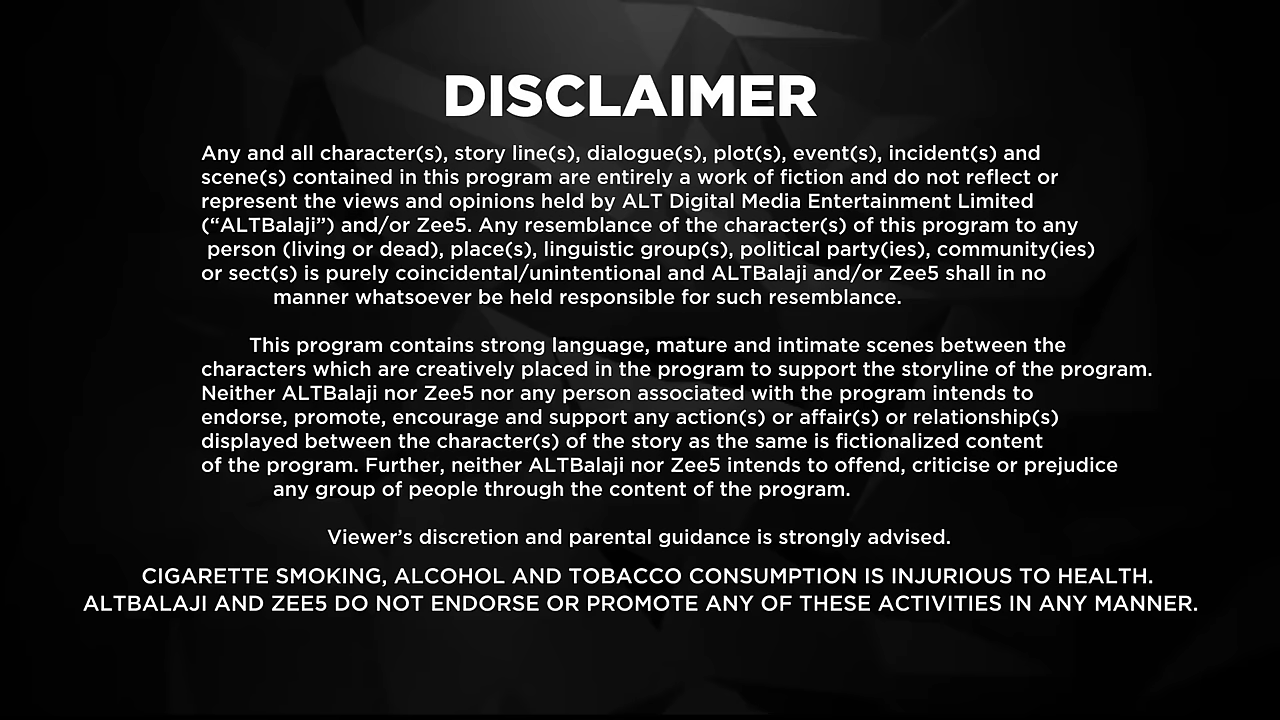 DISCLAIMER
Any and all character(s), story line(s), dialogue(s), plot(s), event(s), incident(s) and
scene(s) contained in this program are entirely a work of fiction and do not reflect or
represent the views and opinions held by ALT Digital Media Entertainment Limited
(“ALTBalaji”) and/or Zee5. Any resemblance of the character(s) of this program to any
person (living or dead), place(s), linguistic group(s), political party(ies), community(ies)
or sect(s) is purely coincidental/unintentional and ALTBalaji and/or Zee5 shall in no
manner whatsoever be held responsible for such resemblance.
This program contains strong language, mature and intimate scenes between the
characters which are creatively placed in the program to support the storyline of the program.
Neither ALTBalaji nor Zee5 nor any person associated with the program intends to
endorse, promote, encourage and support any action(s) or affair(s) or relationship(s)
displayed between the character(s) of the story as the same is fictionalized content
of the program. Further, neither ALTBalaji nor Zee5 intends to offend, criticise or prejudice
any group of people through the content of the program.
Viewer’s discretion and parental guidance is strongly advised.
CIGARETTE SMOKING, ALCOHOL AND TOBACCO CONSUMPTION IS INJURIOUS TO HEALTH.
ALTBALAJI AND ZEE5 DO NOT ENDORSE OR PROMOTE ANY OF THESE ACTIVITIES IN ANY MANNER.